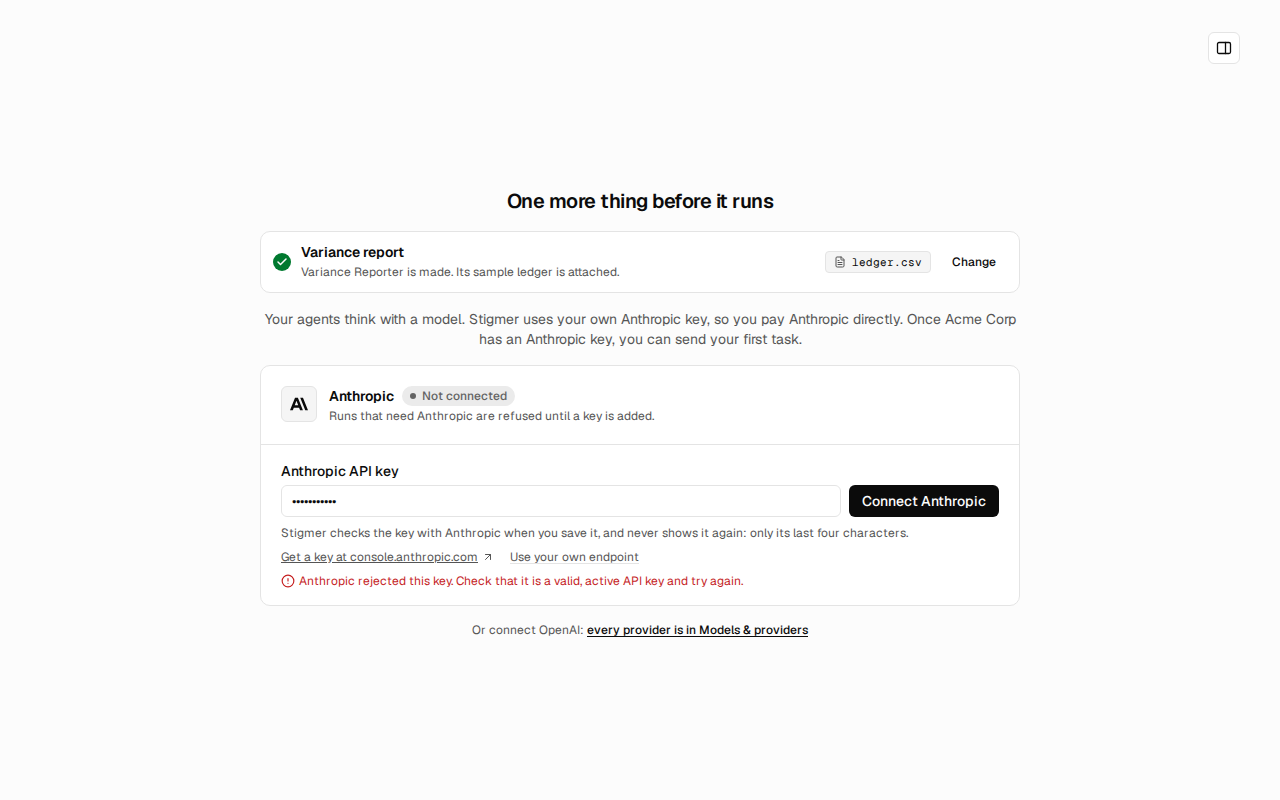 One more thing before it runs
Variance report
Variance Reporter is made. Its sample ledger is attached.
ledger.csv
Change
Your agents think with a model. Stigmer uses your own Anthropic key, so you pay Anthropic directly. Once Acme Corp
has an Anthropic key, you can send your first task.
Anthropic
Not connected
Runs that need Anthropic are refused until a key is added.
Anthropic API key
•••••••••••
Connect Anthropic
Stigmer checks the key with Anthropic when you save it, and never shows it again: only its last four characters.
Get a key at console.anthropic.com
Use your own endpoint
Anthropic rejected this key. Check that it is a valid, active API key and try again.
Or connect OpenAI: every provider is in Models & providers